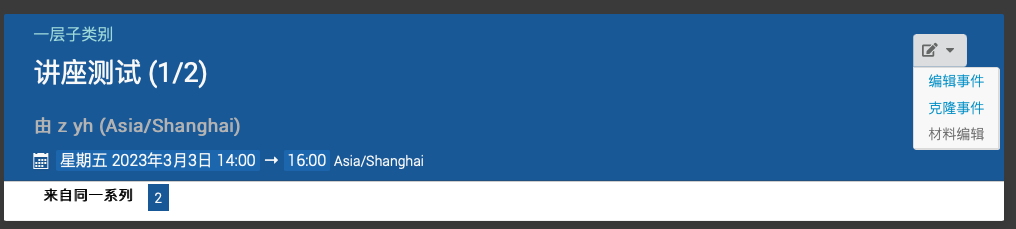 一层子类别
讲座测试 (1/2)
编辑事件
克隆事件
材料编辑
由 z yh (Asia/Shanghai)
星期五 2023年3月3日 14:00 → 16:00 Asia/Shanghai
来自同一系列 2